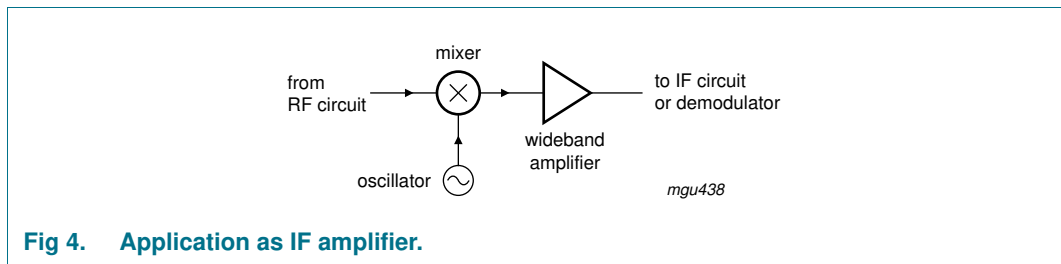 mixer
from
RF circuit
to IF circuit
or demodulator
wideband
amplifier
oscillator
mgu438
Fig 4. Application as IF amplifier.